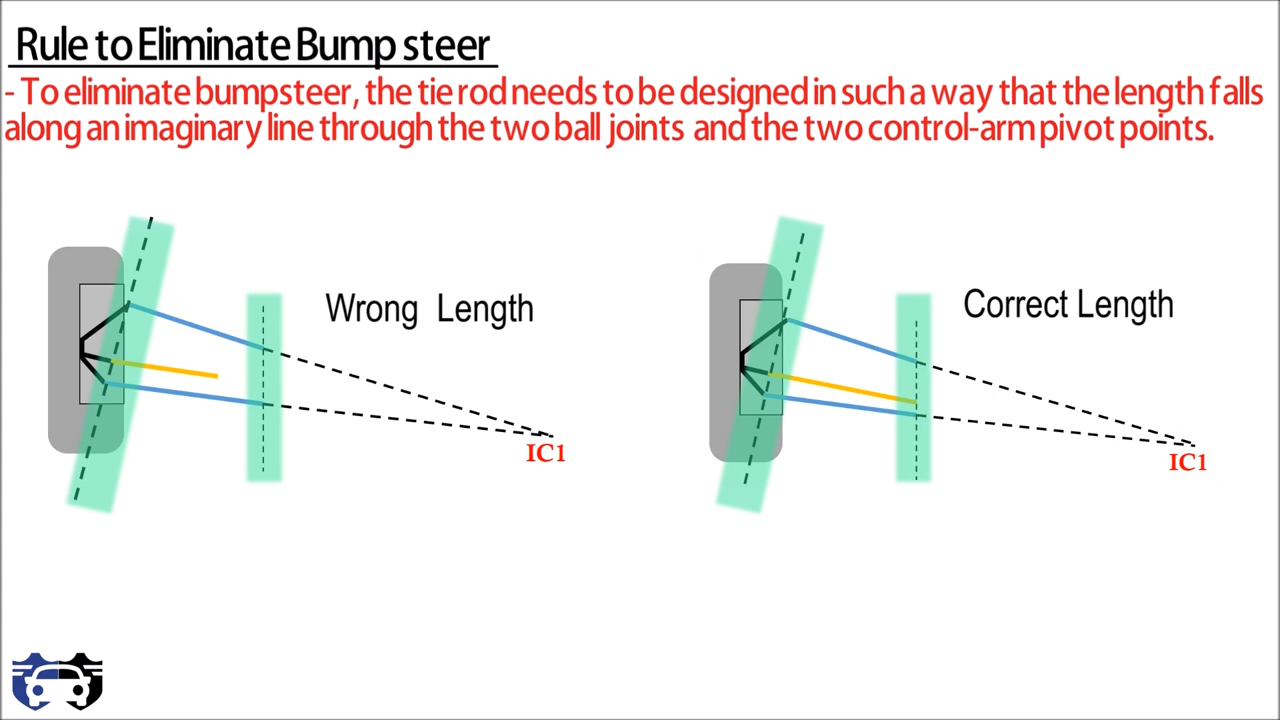 Rule to Eliminate Bump steer
- To eliminate bumpsteer, the tie rod needs to be designed in such a way that the length falls
along an imaginary line through the two ball joints and the two control-arm pivot points.
Wrong Length
Correct Length
IC1
IC1